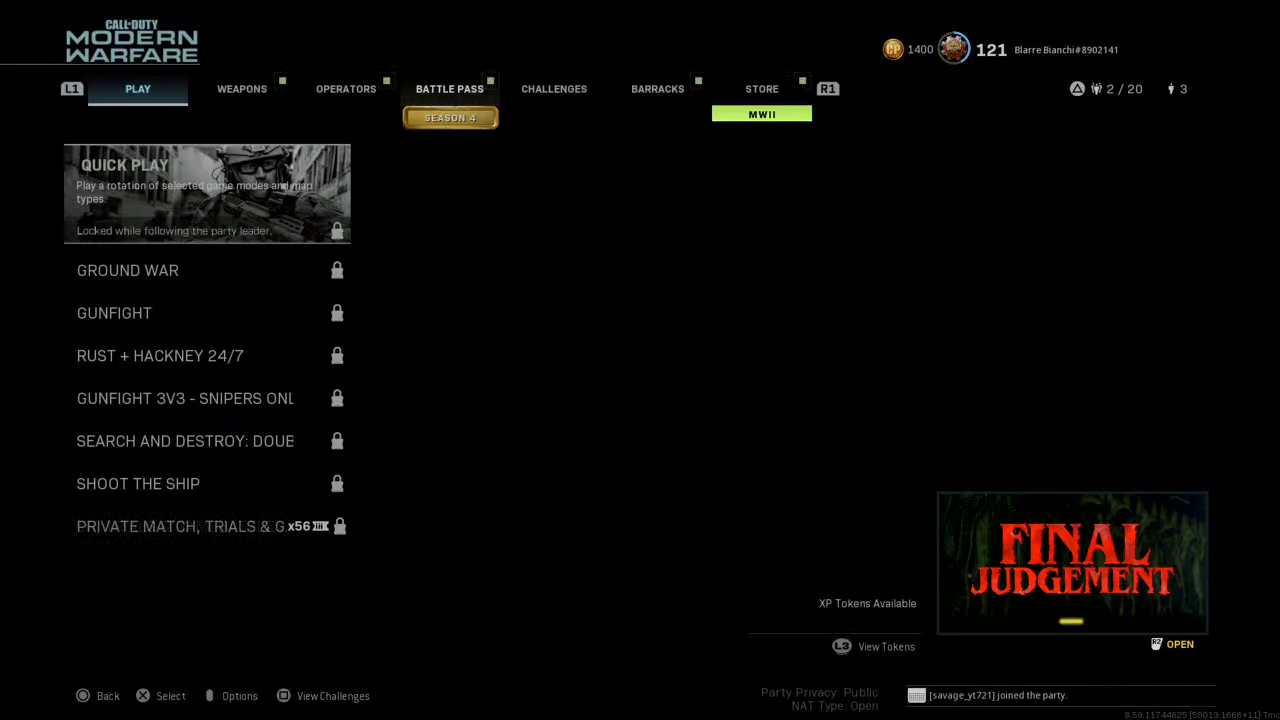 CALL OF DUTY
MODERN
WARFARE
CP 1400 121 Blarre Bianchi#8902141
L1 PLAY WEAPONS OPERATORS BATTLE PASS CHALLENGES BARRACKS STORE R1 2 / 20 3
SEASON 4 MWII
QUICK PLAY
Play a rotation of selected game modes and map
types.
Locked while following the party leader.
GROUND WAR
GUNFIGHT
RUST + HACKNEY 24/7
GUNFIGHT 3V3 - SNIPERS ONL
SEARCH AND DESTROY: DOUB
SHOOT THE SHIP
PRIVATE MATCH, TRIALS & G x56
FINAL
JUDGEMENT
XP Tokens Available
R2 OPEN
L3 View Tokens
Back Select Options View Challenges
Party Privacy: Public
NAT Type: Open
[savage_yt721] joined the party.